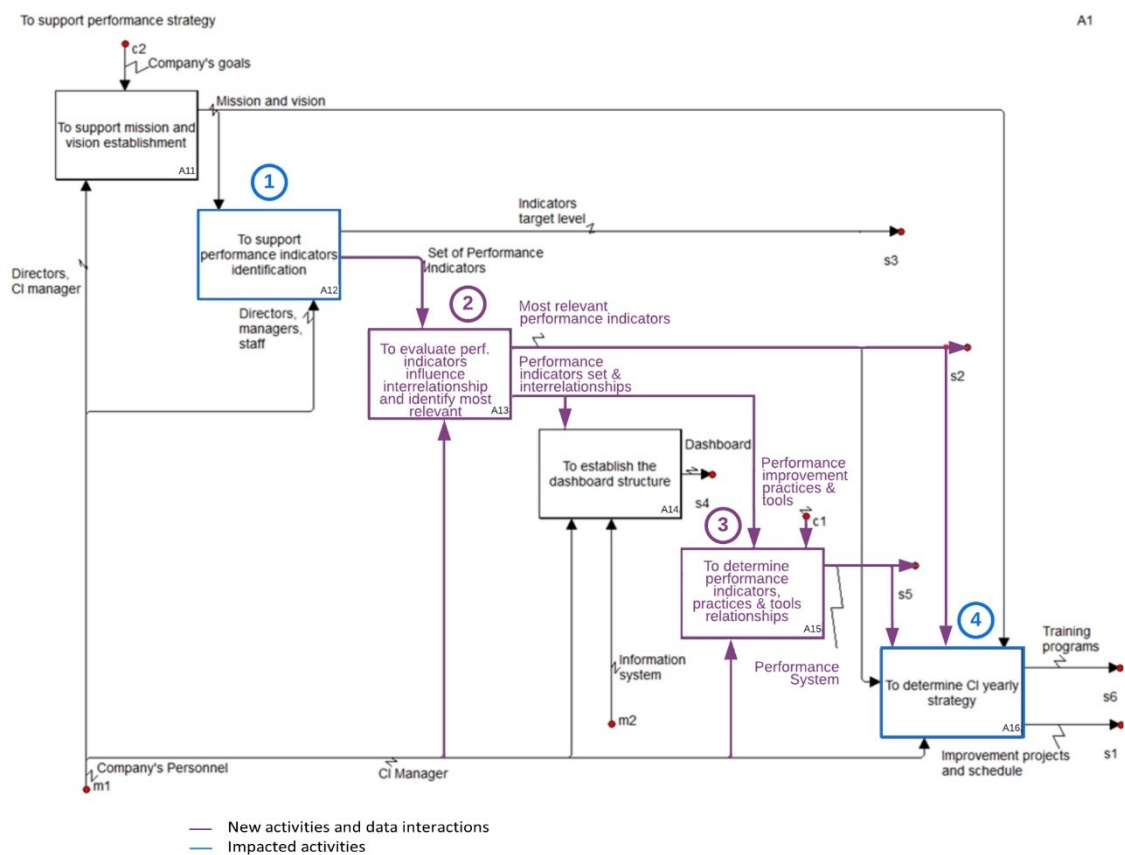 To support performance strategy
A1
c2
Company's goals
Mission and vision
To support mission and
vision establishment
A11
1
Indicators
target level
To support
performance indicators
identification
A12
s3
Set of Performance
Indicators
Directors,
CI manager
2
Directors,
managers,
staff
Most relevant
performance indicators
To evaluate perf.
indicators
influence
interrelationship
and identify most
relevant
A13
Performance
indicators set &
interrelationships
s2
Dashboard
To establish the
dashboard structure
A14
s4
Performance
improvement
practices &
tools
c1
3
To determine
performance
indicators,
practices & tools
relationships
A15
s5
4
Training
programs
Information
system
Performance
System
To determine CI yearly
strategy
A16
s6
m2
Improvement projects
and schedule
s1
Company's Personnel
CI Manager
m1
New activities and data interactions
Impacted activities